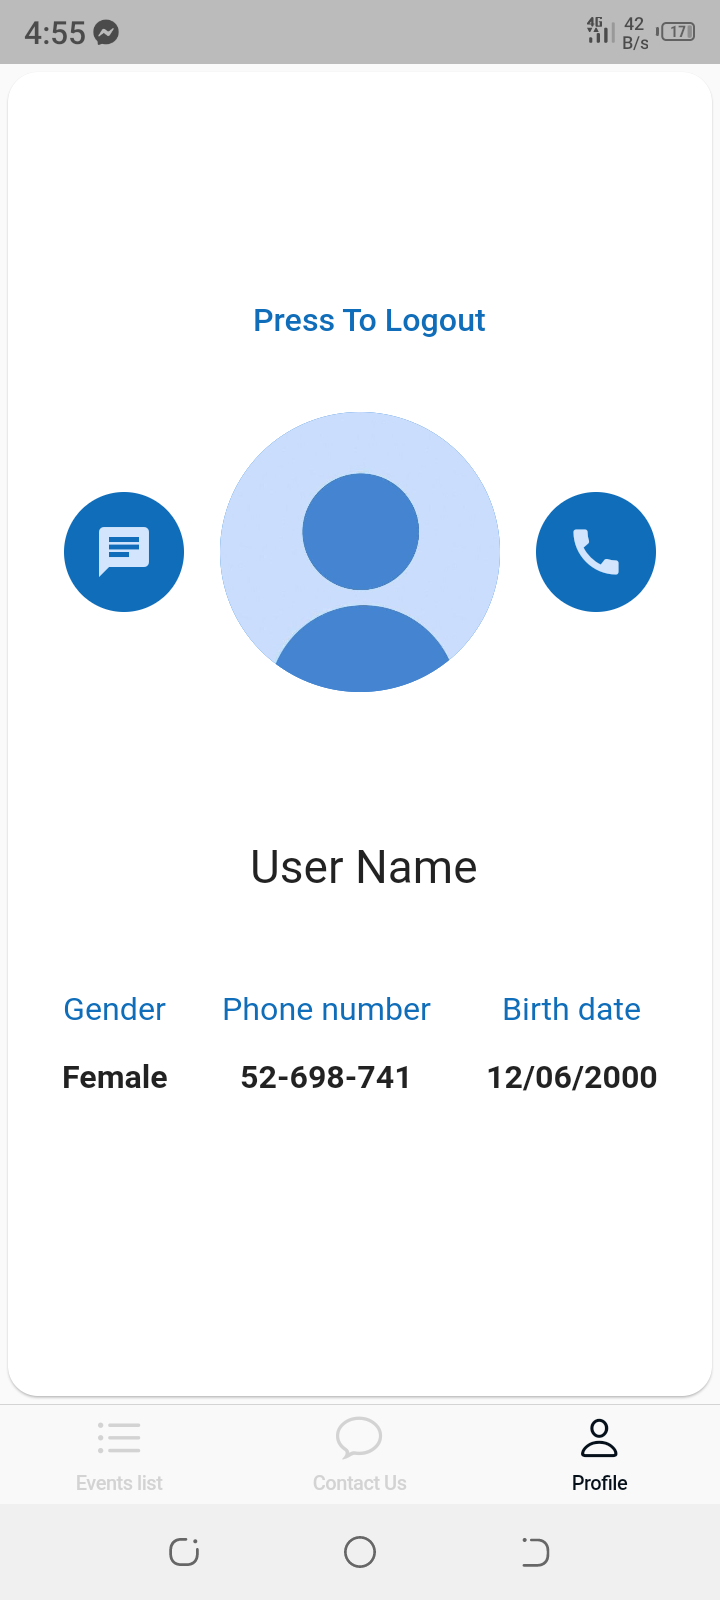 4:55
4G
42
B/s
17
Press To Logout
User Name
Gender Phone number Birth date
Female 52-698-741 12/06/2000
Events list Contact Us Profile